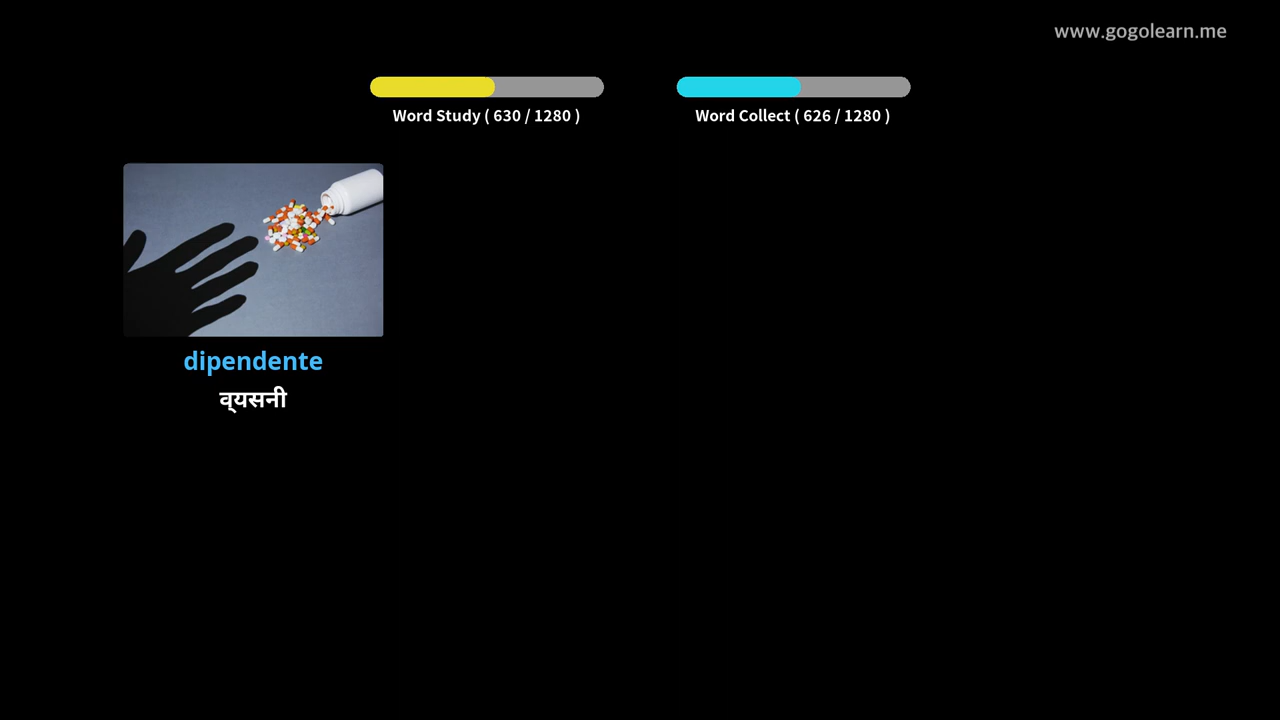 www.gogolearn.me
Word Study ( 630 / 1280 )
Word Collect ( 626 / 1280 )
dipendente
व्यसनी